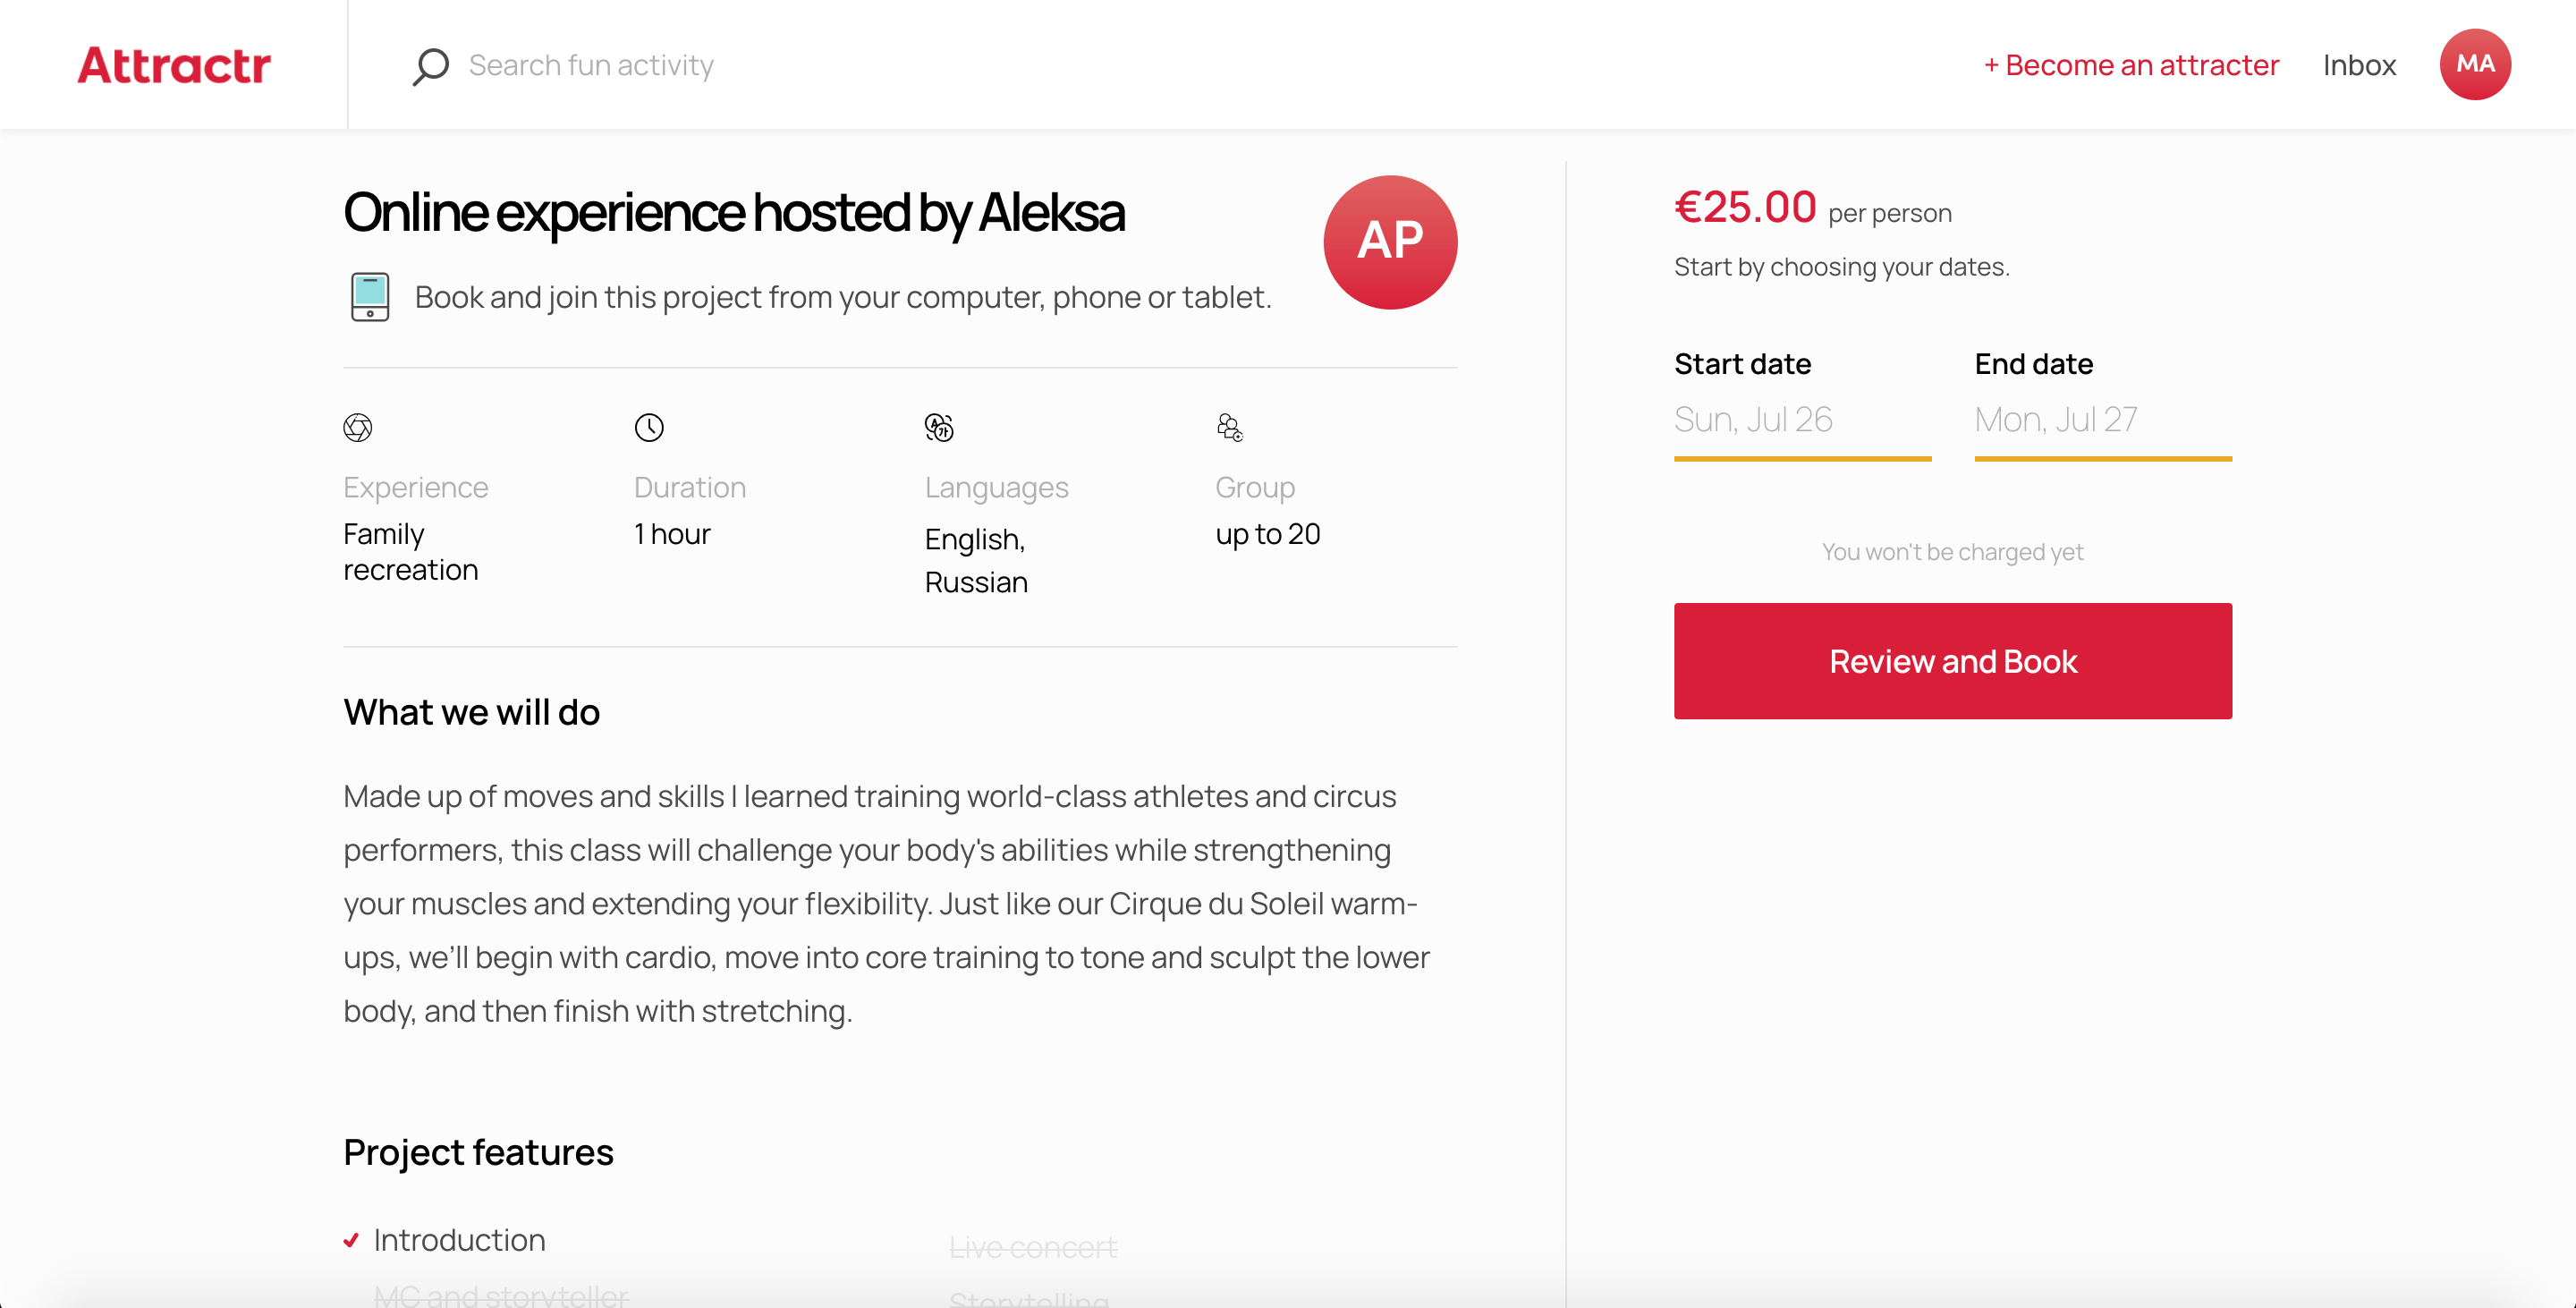 Attractr
Search fun activity
+ Become an attracter
Inbox
MA
Online experience hosted by Aleksa
AP
Book and join this project from your computer, phone or tablet.
Experience
Family
recreation
Duration
1 hour
Languages
English,
Russian
Group
up to 20
What we will do
Made up of moves and skills I learned training world-class athletes and circus
performers, this class will challenge your body's abilities while strengthening
your muscles and extending your flexibility. Just like our Cirque du Soleil warm-
ups, we’ll begin with cardio, move into core training to tone and sculpt the lower
body, and then finish with stretching.
Project features
Introduction
Live concert
MC and storyteller
Storytelling
€25.00 per person
Start by choosing your dates.
Start date
Sun, Jul 26
End date
Mon, Jul 27
You won't be charged yet
Review and Book